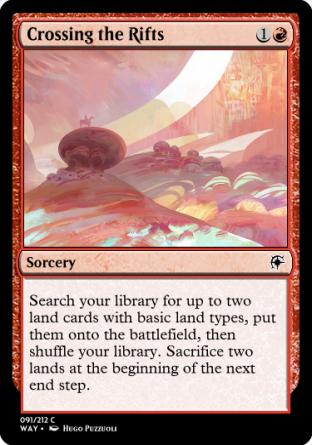 Crossing the Rifts 1
Sorcery
Search your library for up to two
land cards with basic land types, put
them onto the battlefield, then
shuffle your library. Sacrifice two
lands at the beginning of the next
end step.
091/212 C
WAY • Hugo Puzzuoli